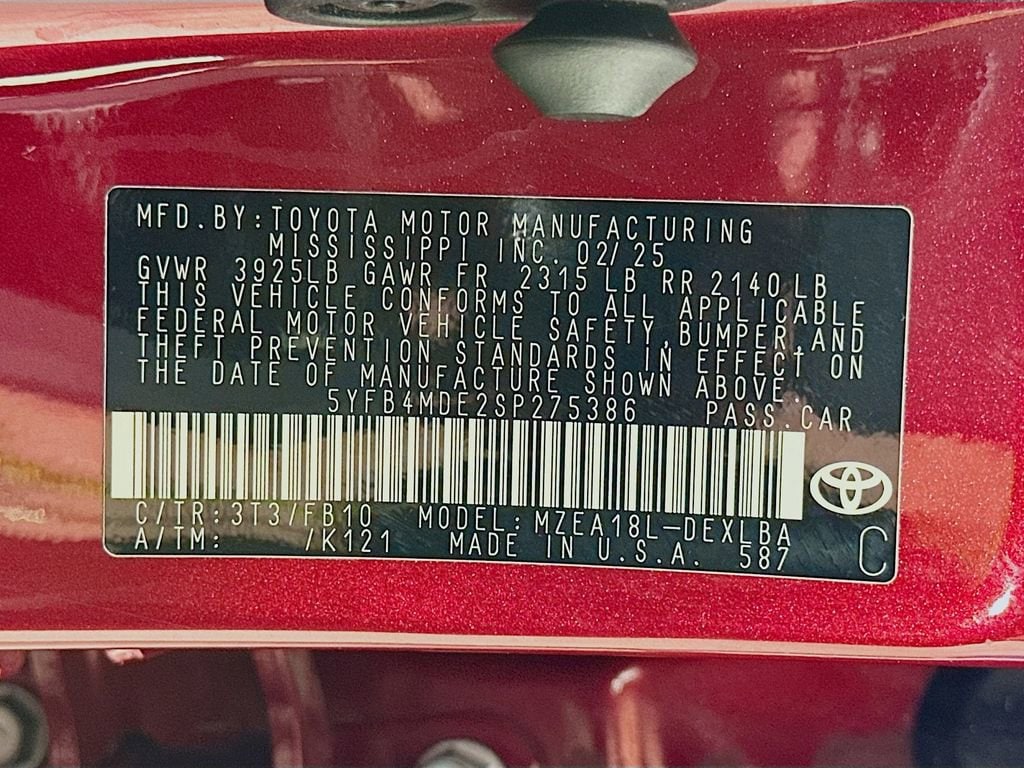 MFD.BY:TOYOTA MOTOR MANUFACTURING
MISSISSIPPI INC. 02/25
GVWR 3925LB GAWR FR 2315 LB RR 2140 LB
THIS VEHICLE CONFORMS TO ALL APPLICABLE
FEDERAL MOTOR VEHICLE SAFETY,BUMPER,AND
THEFT PREVENTION STANDARDS IN EFFECT ON
THE DATE OF MANUFACTURE SHOWN ABOVE.
5YFB4MDE2SP275386 PASS.CAR
C/TR:3T3/FB10 MODEL:MZEA18L-DEXLBA
A/TM: /K121 MADE IN U.S.A. 587 C